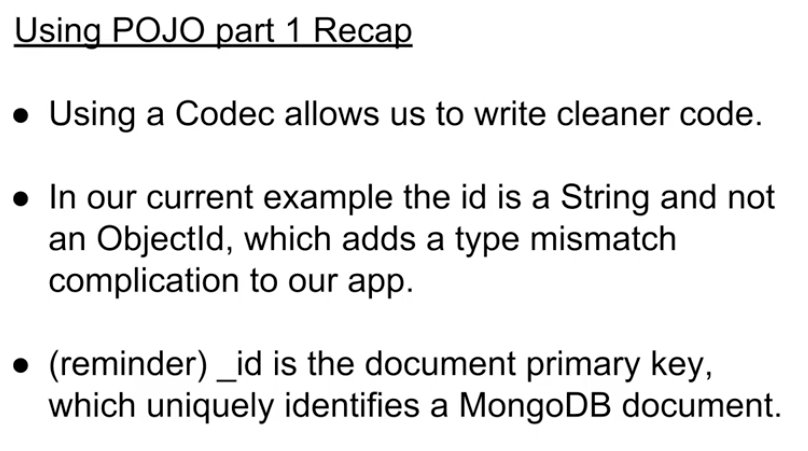 Using POJO part 1 Recap
● Using a Codec allows us to write cleaner code.
● In our current example the id is a String and not
an ObjectId, which adds a type mismatch
complication to our app.
● (reminder) _id is the document primary key,
which uniquely identifies a MongoDB document.